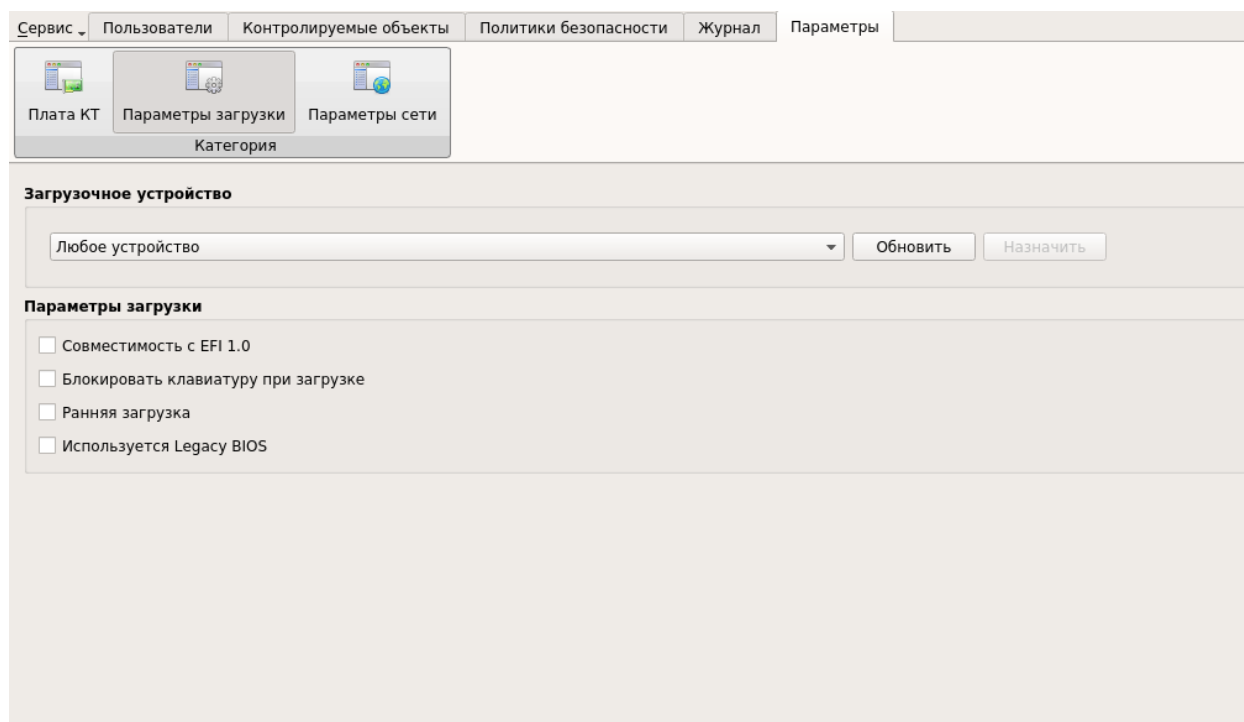 Сервис Пользователи Контролируемые объекты Политики безопасности Журнал Параметры
Плата КТ Параметры загрузки Параметры сети
Категория
Загрузочное устройство
Любое устройство Обновить Назначить
Параметры загрузки
Совместимость с EFI 1.0
Блокировать клавиатуру при загрузке
Ранняя загрузка
Используется Legacy BIOS